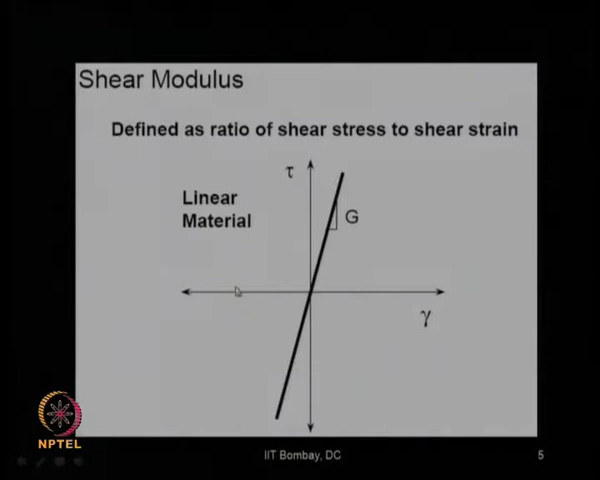 Shear Modulus
Defined as ratio of shear stress to shear strain
τ
Linear
Material
G
γ
NPTEL
IIT Bombay, DC
5